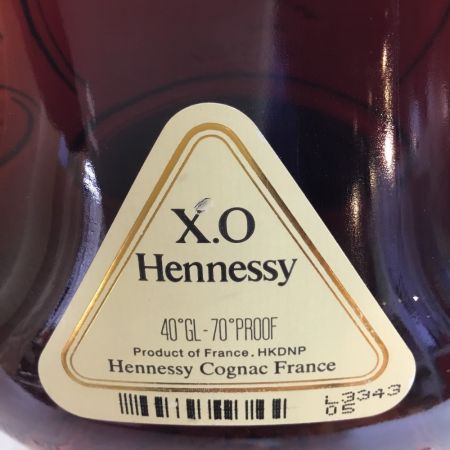 X.O
Hennessy
40°GL-70°PROOF
Product of France. HKDNP
Hennessy Cognac France
L3343
05